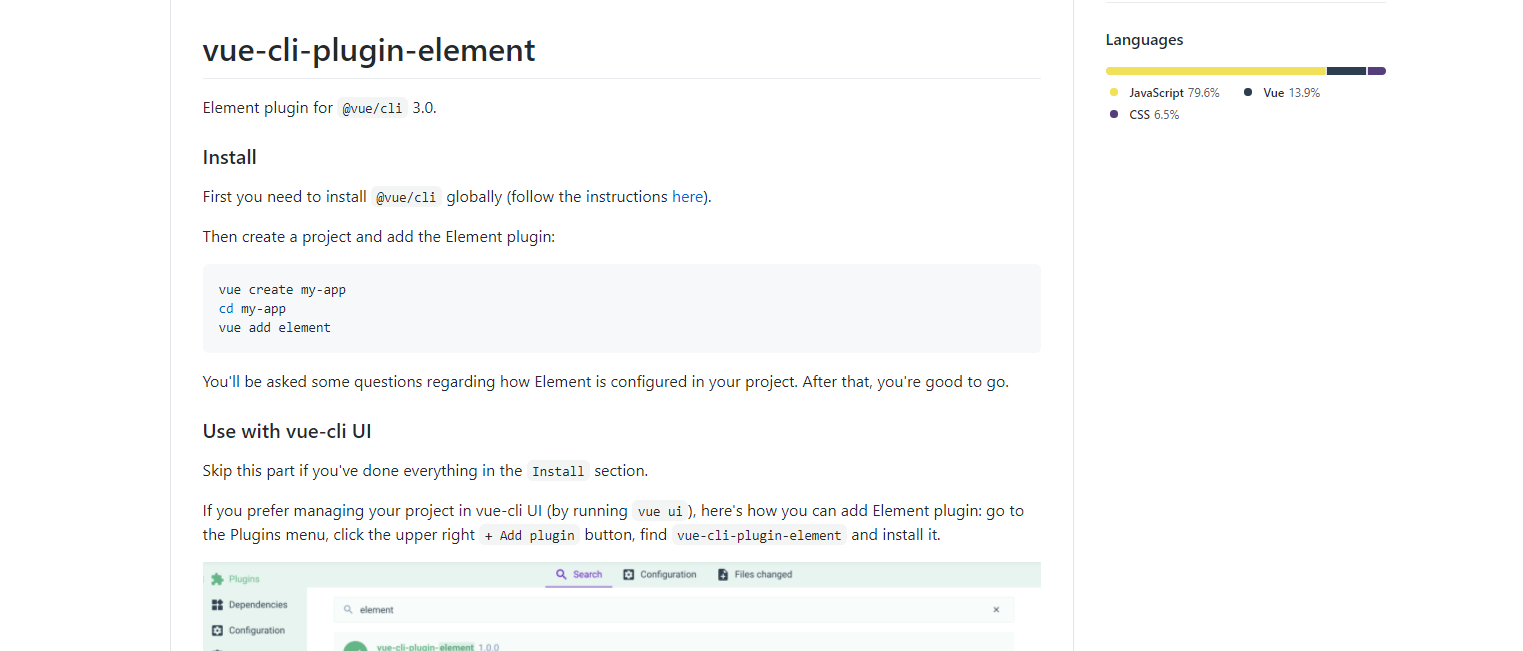 vue-cli-plugin-element
Element plugin for @vue/cli 3.0.
Install
First you need to install @vue/cli globally (follow the instructions here).
Then create a project and add the Element plugin:
vue create my-app
cd my-app
vue add element
You'll be asked some questions regarding how Element is configured in your project. After that, you're good to go.
Use with vue-cli UI
Skip this part if you've done everything in the Install section.
If you prefer managing your project in vue-cli UI (by running vue ui), here's how you can add Element plugin: go to
the Plugins menu, click the upper right + Add plugin button, find vue-cli-plugin-element and install it.
Plugins
Dependencies
Configuration
Search Configuration Files changed
element ×
vue-cli-plugin-element 1.0.0
Languages
JavaScript 79.6% Vue 13.9%
CSS 6.5%